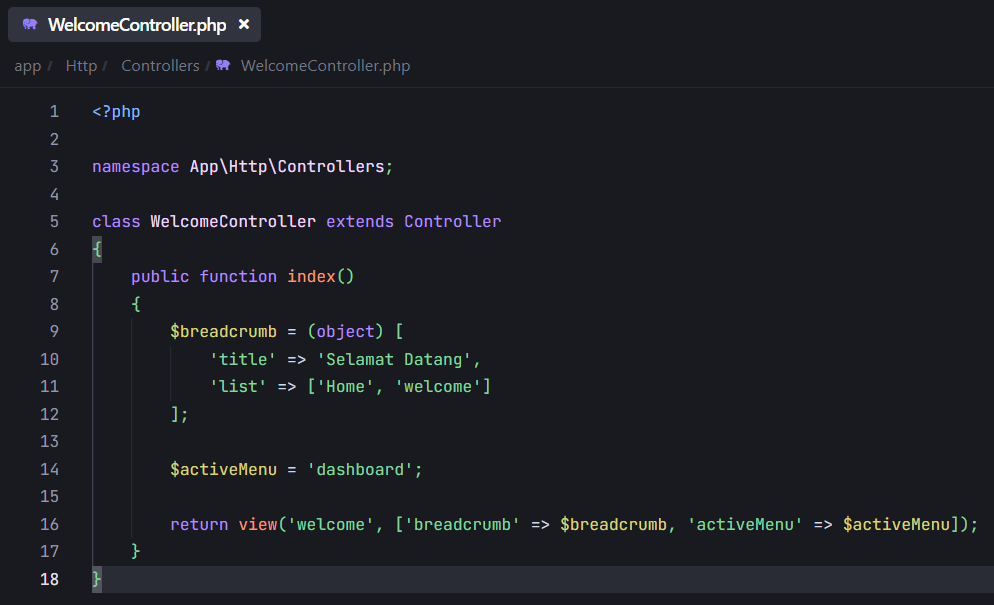 WelcomeController.php ×
app / Http / Controllers / WelcomeController.php
1 <?php
2
3 namespace App\Http\Controllers;
4
5 class WelcomeController extends Controller
6 {
7     public function index()
8     {
9         $breadcrumb = (object) [
10             'title' => 'Selamat Datang',
11             'list' => ['Home', 'welcome']
12         ];
13
14         $activeMenu = 'dashboard';
15
16         return view('welcome', ['breadcrumb' => $breadcrumb, 'activeMenu' => $activeMenu]);
17     }
18 }